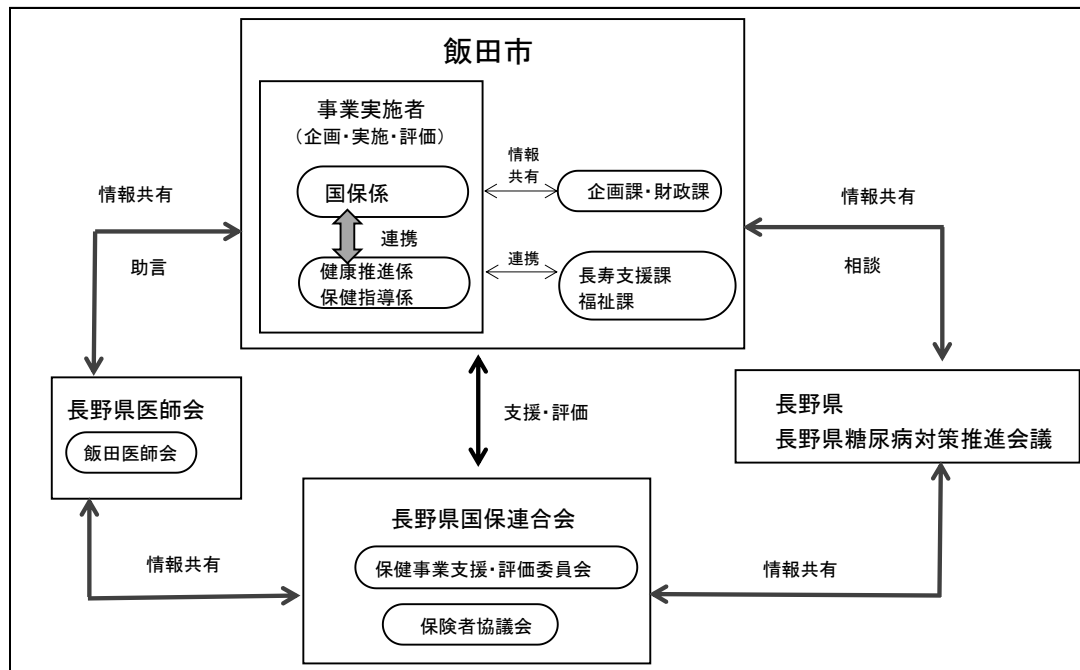 飯田市
事業実施者
（企画・実施・評価）
国保係
連携
健康推進係
保健指導係
情報
共有
企画課・財政課
連携
長寿支援課
福祉課
情報共有
助言
情報共有
相談
長野県医師会
飯田医師会
支援・評価
長野県
長野県糖尿病対策推進会議
長野県国保連合会
保健事業支援・評価委員会
保険者協議会
情報共有
情報共有